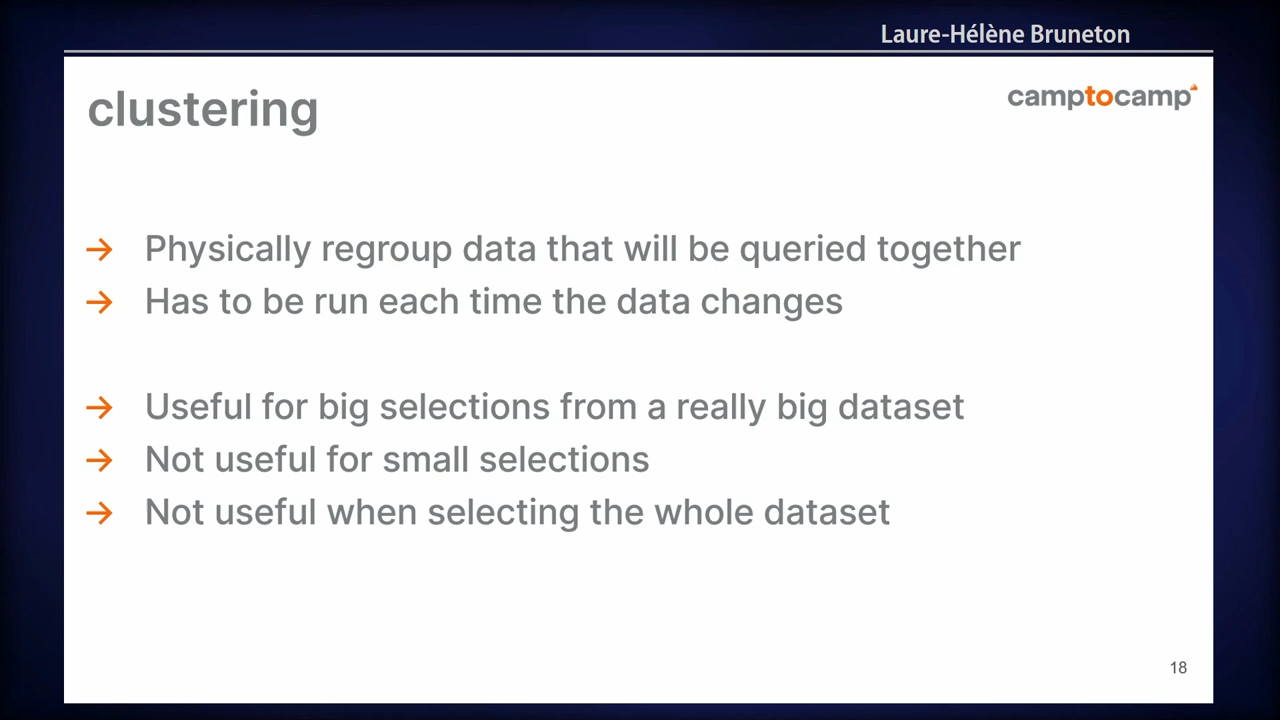 Laure-Hélène Bruneton
clustering
camptocamp
→ Physically regroup data that will be queried together
→ Has to be run each time the data changes
→ Useful for big selections from a really big dataset
→ Not useful for small selections
→ Not useful when selecting the whole dataset
18